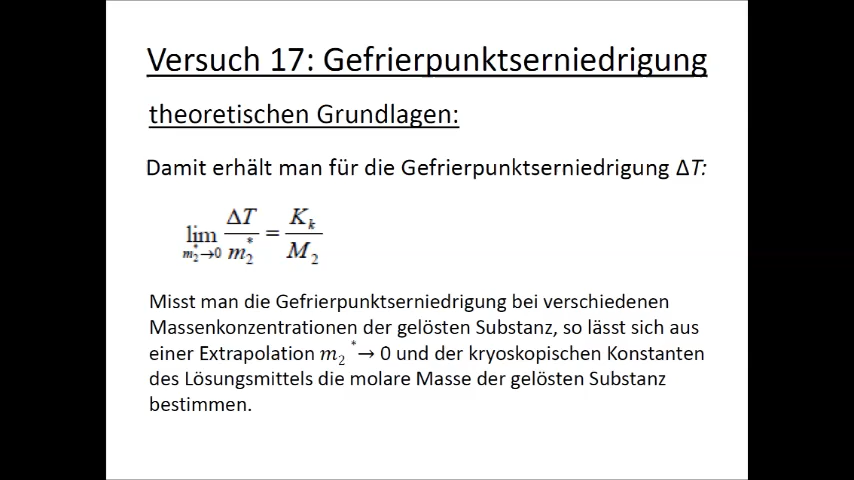 Versuch 17: Gefrierpunktserniedrigung
theoretischen Grundlagen:
Damit erhält man für die Gefrierpunktserniedrigung ΔT:
lim_{m₂*→0} ΔT / m₂* = K_k / M₂
Misst man die Gefrierpunktserniedrigung bei verschiedenen
Massenkonzentrationen der gelösten Substanz, so lässt sich aus
einer Extrapolation m₂* → 0 und der kryoskopischen Konstanten
des Lösungsmittels die molare Masse der gelösten Substanz
bestimmen.